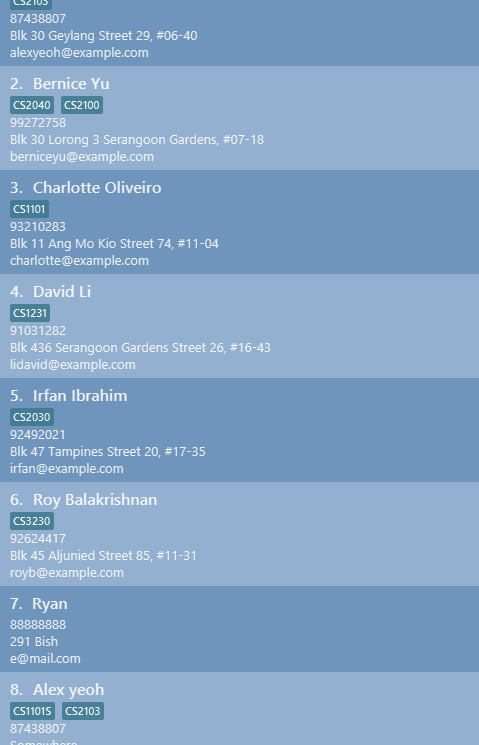 CS2103
87438807
Blk 30 Geylang Street 29, #06-40
alexyeoh@example.com
2. Bernice Yu
CS2040 CS2100
99272758
Blk 30 Lorong 3 Serangoon Gardens, #07-18
berniceyu@example.com
3. Charlotte Oliveiro
CS1101
93210283
Blk 11 Ang Mo Kio Street 74, #11-04
charlotte@example.com
4. David Li
CS1231
91031282
Blk 436 Serangoon Gardens Street 26, #16-43
lidavid@example.com
5. Irfan Ibrahim
CS2030
92492021
Blk 47 Tampines Street 20, #17-35
irfan@example.com
6. Roy Balakrishnan
CS3230
92624417
Blk 45 Aljunied Street 85, #11-31
royb@example.com
7. Ryan
88888888
291 Bish
e@mail.com
8. Alex yeoh
CS1101S CS2103
87438807
Somewhere